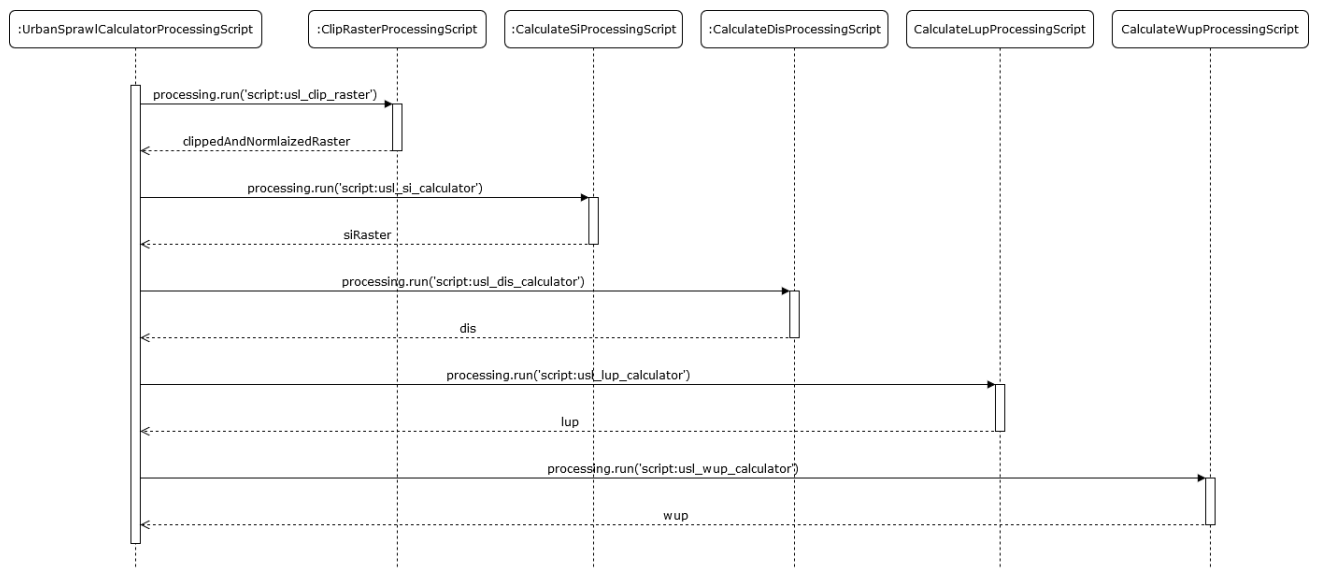 :UrbanSprawlCalculatorProcessingScript
:ClipRasterProcessingScript
:CalculateSiProcessingScript
:CalculateDisProcessingScript
CalculateLupProcessingScript
CalculateWupProcessingScript
processing.run('script:usl_clip_raster')
clippedAndNormlaizedRaster
processing.run('script:usl_si_calculator')
siRaster
processing.run('script:usl_dis_calculator')
dis
processing.run('script:usl_lup_calculator')
lup
processing.run('script:usl_wup_calculator')
wup